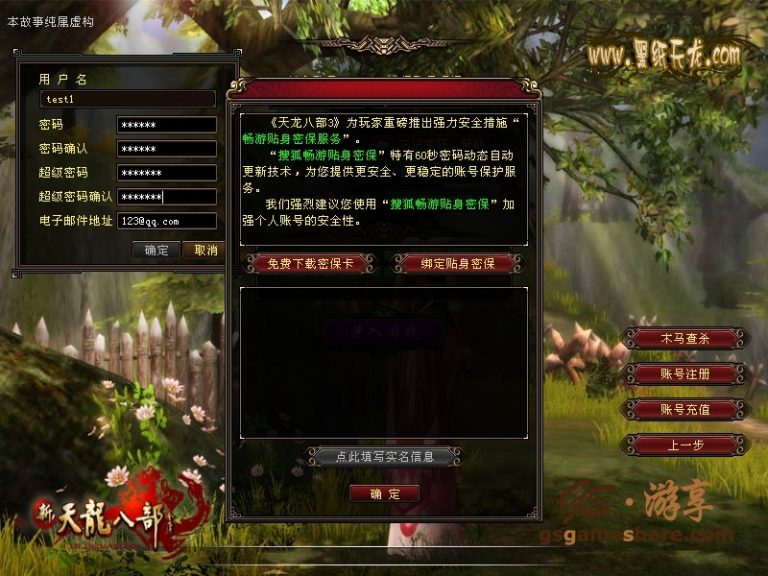 本故事纯属虚构
www.黑纸天龙.com
用户名
test1
密码
******
密码确认
******
超级密码
*******
超级密码确认
*******
电子邮件地址
123@qq.com
确定
取消
《天龙八部3》为玩家重磅推出强力安全措施“
畅游贴身密保服务”。
“搜狐畅游贴身密保”特有60秒密码动态自动
更新技术，为您提供更安全、更稳定的账号保护服
务。
我们强烈建议您使用“搜狐畅游贴身密保”加
强个人账号的安全性。
免费下载密保卡
绑定贴身密保
进入游戏
点此填写实名信息
确定
木马查杀
账号注册
账号充值
上一步
新天龍八部
GS·游享
gsgameshare.com